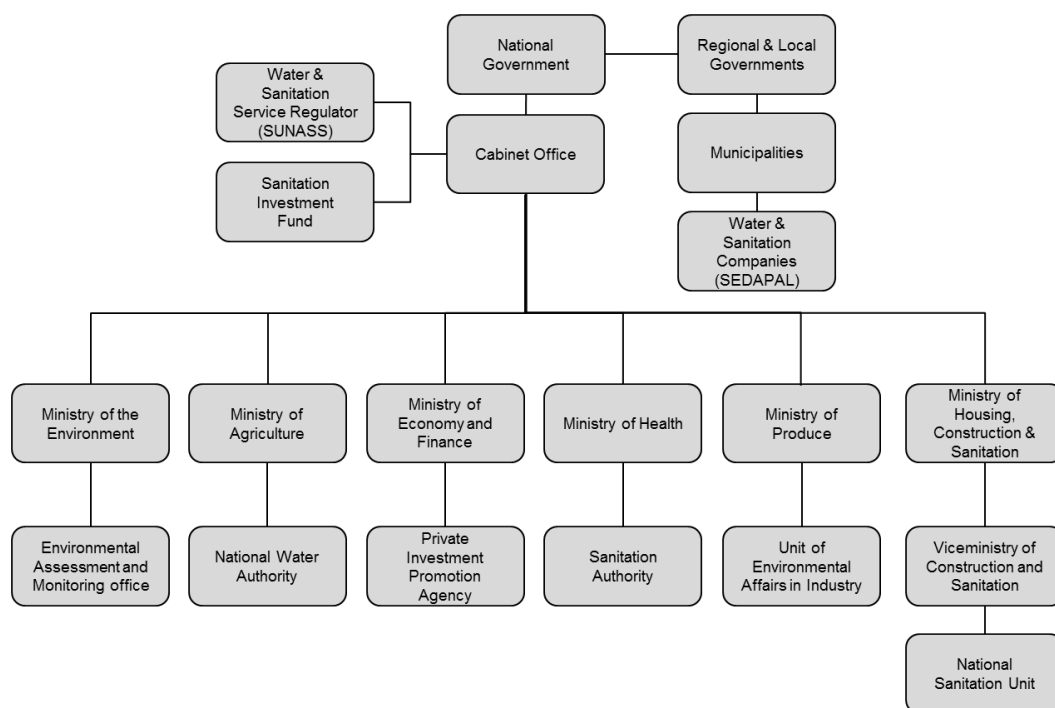 National
Government
Regional & Local
Governments
Water &
Sanitation
Service Regulator
(SUNASS)
Cabinet Office
Municipalities
Sanitation
Investment
Fund
Water &
Sanitation
Companies
(SEDAPAL)
Ministry of the
Environment
Ministry of
Agriculture
Ministry of
Economy and
Finance
Ministry of Health
Ministry of
Produce
Ministry of
Housing,
Construction &
Sanitation
Environmental
Assessment and
Monitoring office
National Water
Authority
Private
Investment
Promotion
Agency
Sanitation
Authority
Unit of
Environmental
Affairs in Industry
Viceministry of
Construction and
Sanitation
National
Sanitation Unit